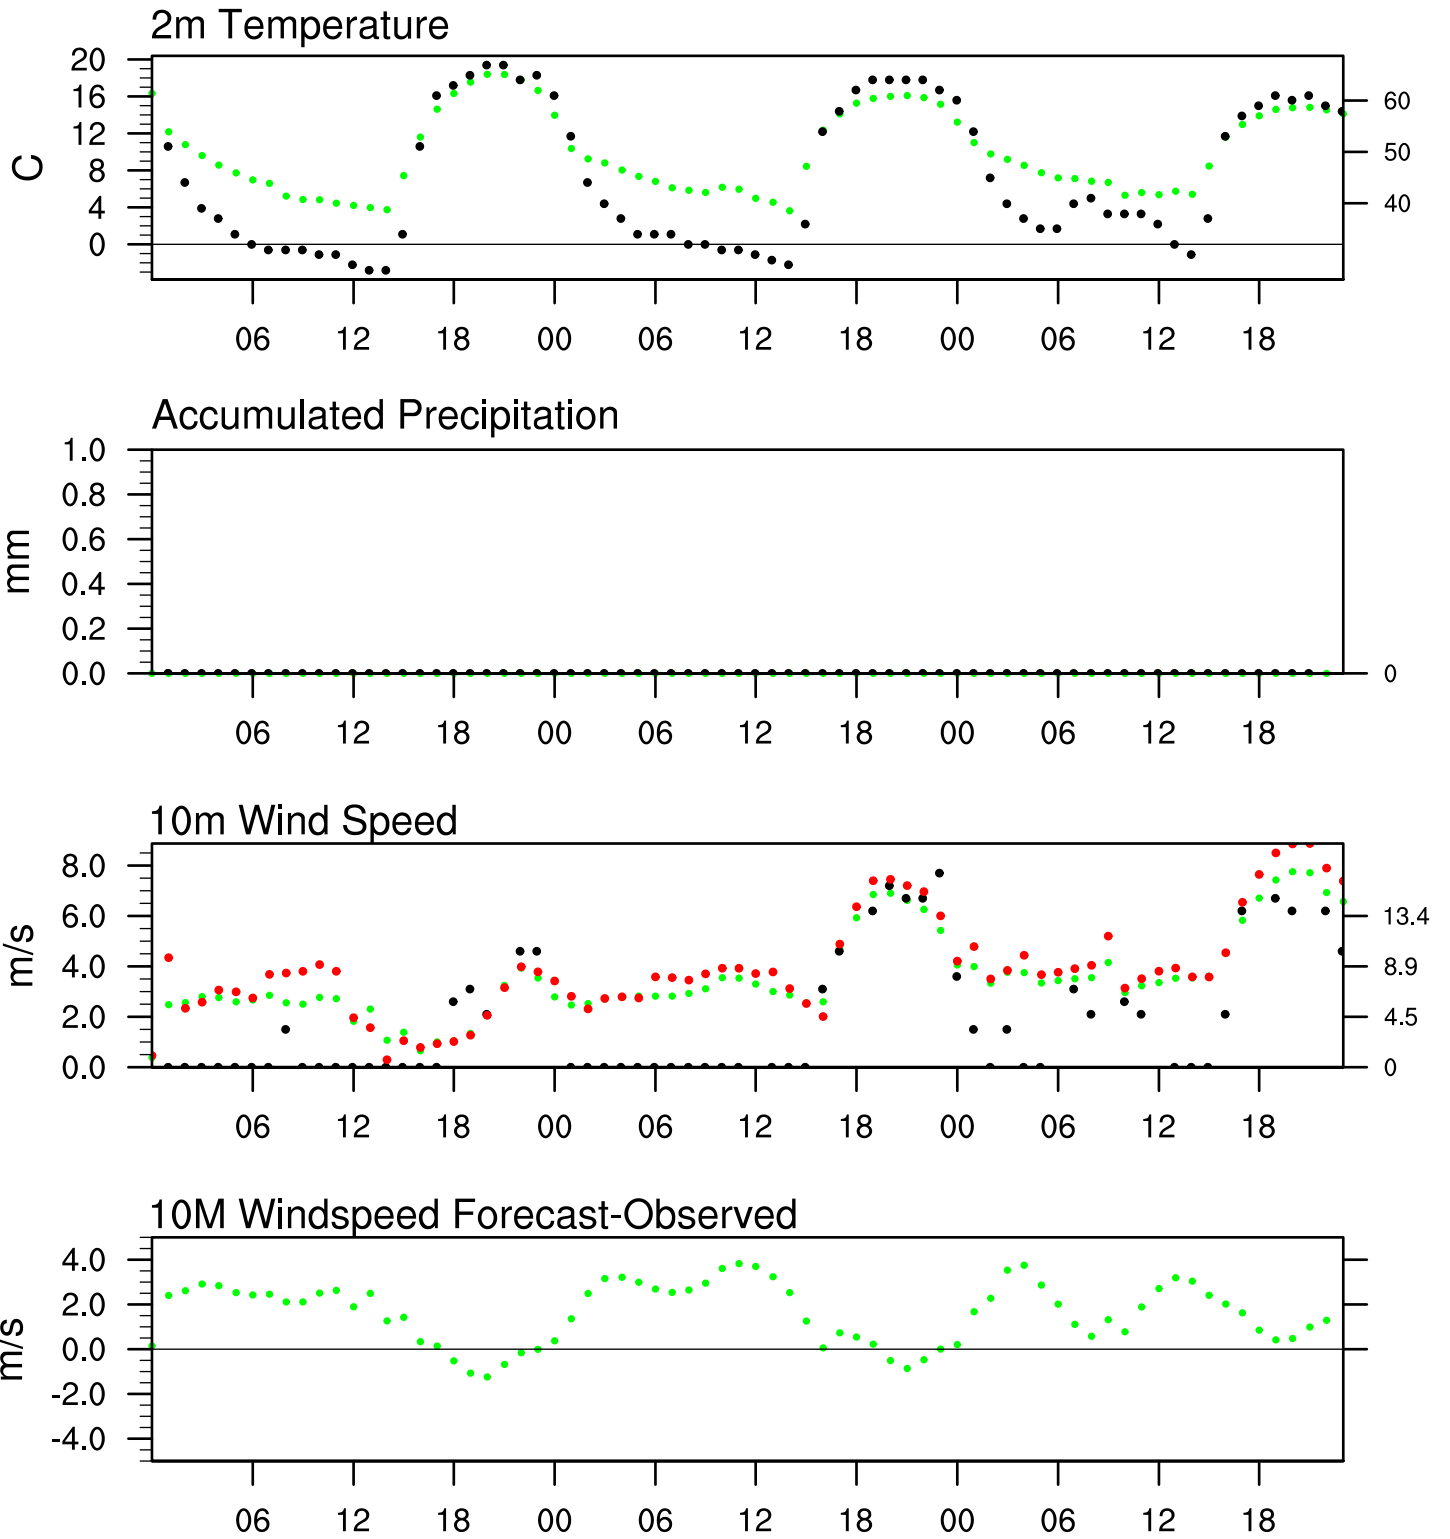 2m Temperature
20
16
12
8
4
0
C
60
50
40
06 12 18 00 06 12 18 00 06 12 18
Accumulated Precipitation
1.0
0.8
0.6
0.4
0.2
0.0
mm
0
06 12 18 00 06 12 18 00 06 12 18
10m Wind Speed
8.0
6.0
4.0
2.0
0.0
m/s
13.4
8.9
4.5
0
06 12 18 00 06 12 18 00 06 12 18
10M Windspeed Forecast-Observed
4.0
2.0
0.0
-2.0
-4.0
m/s
06 12 18 00 06 12 18 00 06 12 18